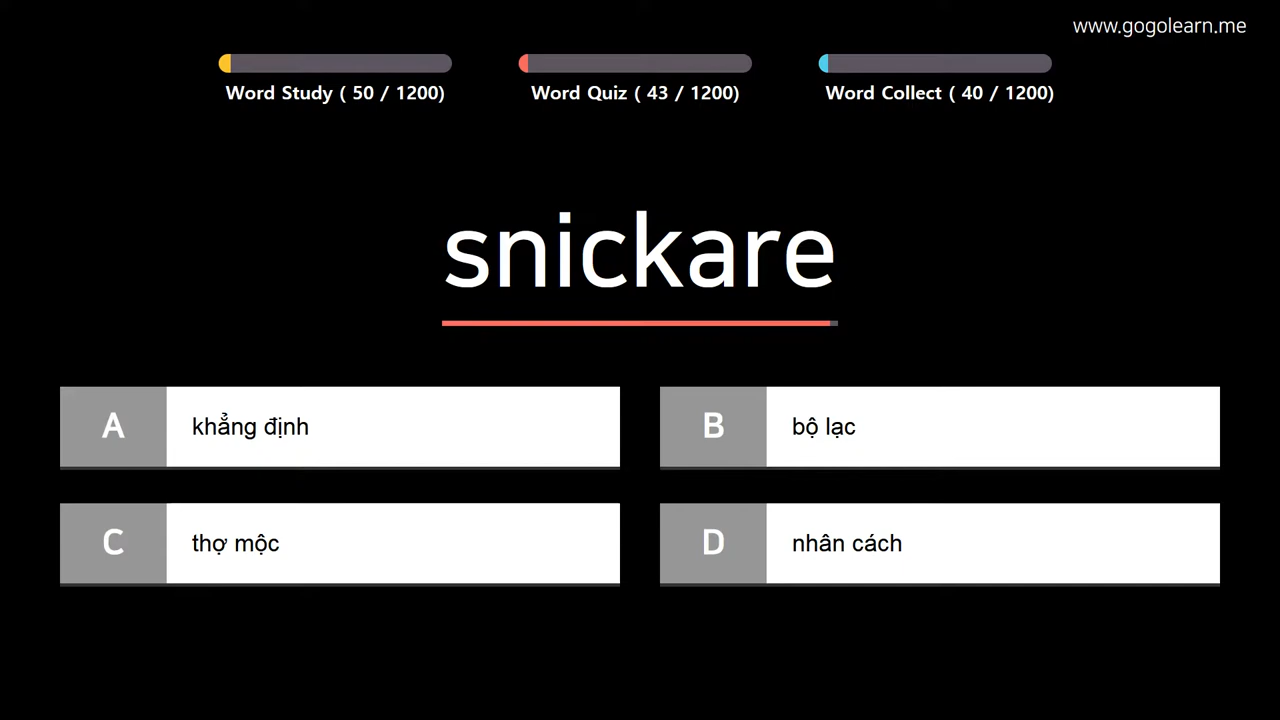 www.gogolearn.me
Word Study ( 50 / 1200)
Word Quiz ( 43 / 1200)
Word Collect ( 40 / 1200)
snickare
A khẳng định
B bộ lạc
C thợ mộc
D nhân cách